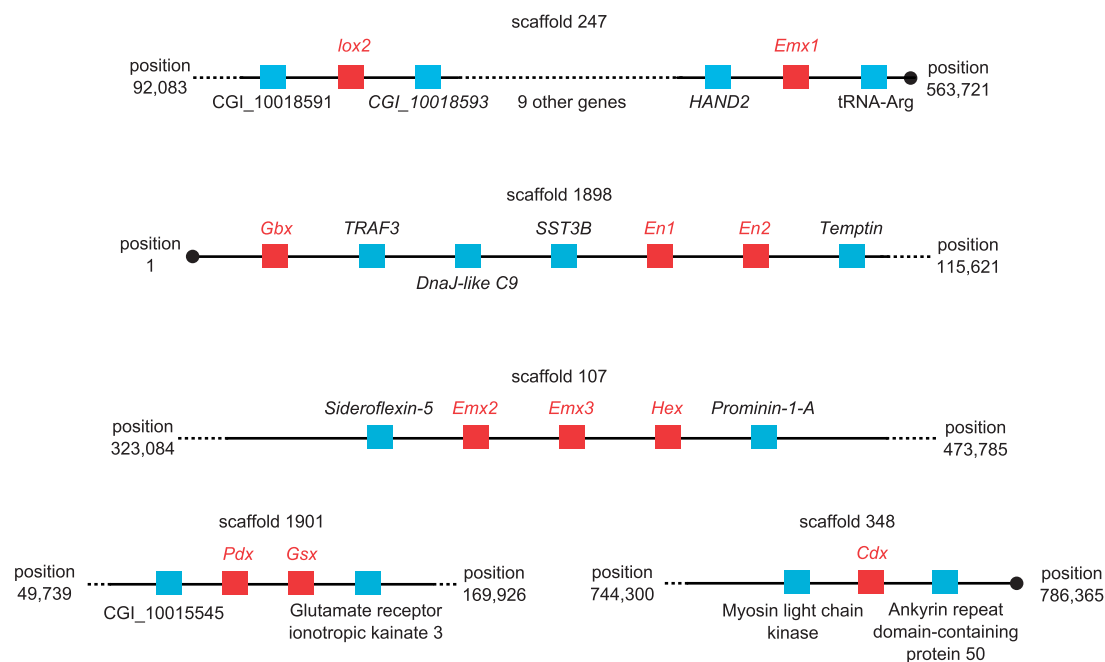 scaffold 247
lox2
Emx1
position
92,083
position
563,721
CGI_10018591
CGI_10018593
9 other genes
HAND2
tRNA-Arg
scaffold 1898
Gbx
TRAF3
SST3B
En1
En2
Temptin
position
1
position
115,621
DnaJ-like C9
scaffold 107
Sideroflexin-5
Emx2
Emx3
Hex
Prominin-1-A
position
323,084
position
473,785
scaffold 1901
Pdx
Gsx
position
49,739
position
169,926
CGI_10015545
Glutamate receptor
ionotropic kainate 3
scaffold 348
Cdx
position
744,300
position
786,365
Myosin light chain
kinase
Ankyrin repeat
domain-containing
protein 50